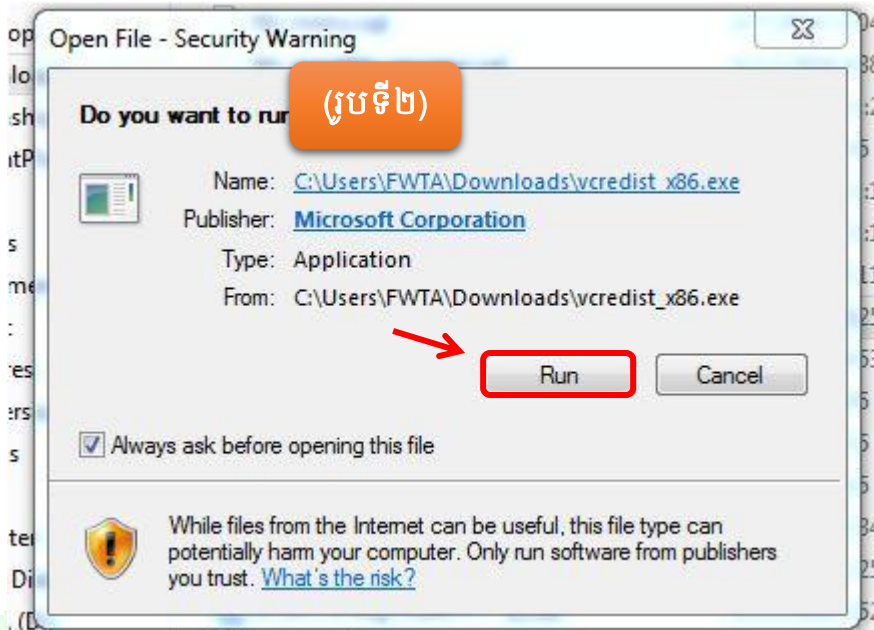 Open File - Security Warning
(រូបទី២)
Do you want to run
Name: C:\Users\FWTA\Downloads\vcredist_x86.exe
Publisher: Microsoft Corporation
Type: Application
From: C:\Users\FWTA\Downloads\vcredist_x86.exe
Run Cancel
Always ask before opening this file
While files from the Internet can be useful, this file type can
potentially harm your computer. Only run software from publishers
you trust. What's the risk?